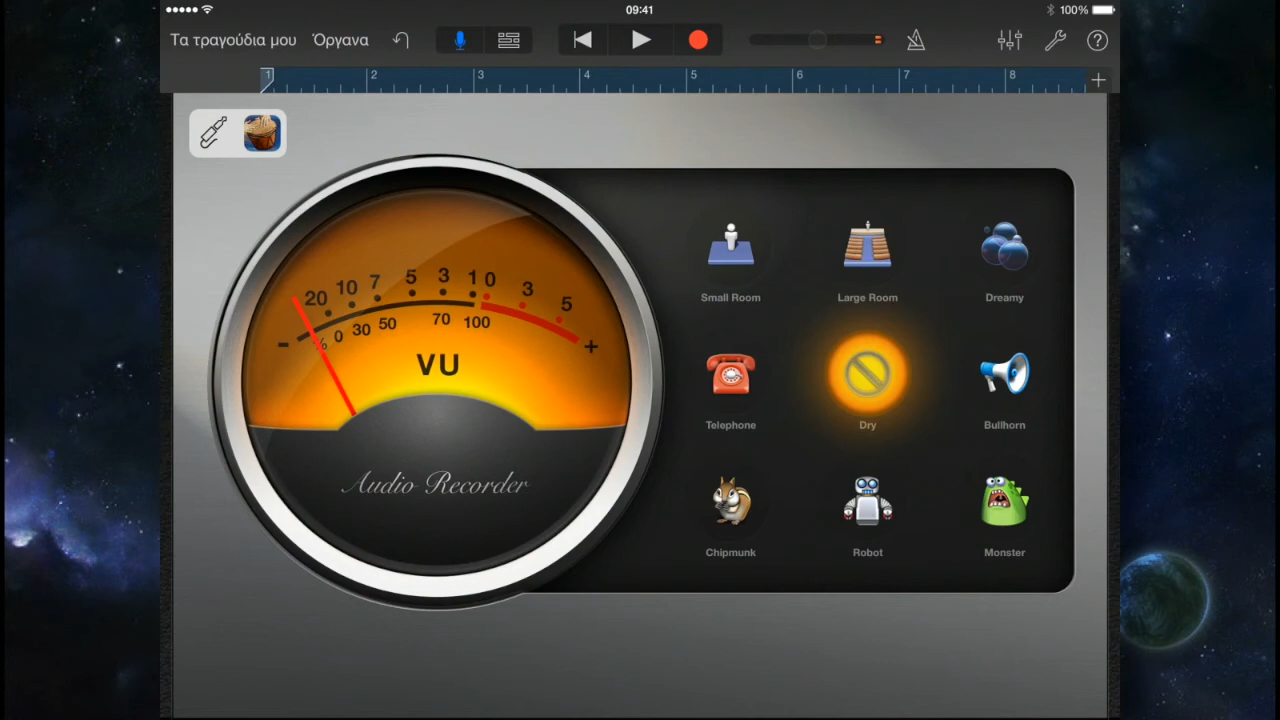 09:41
100%
Τα τραγούδια μου Όργανα
?
1 2 3 4 5 6 7 8 +
20 10 7 5 3 1 0 3 5
- % 0 30 50 70 100 +
VU
Audio Recorder
Small Room Large Room Dreamy
Telephone Dry Bullhorn
Chipmunk Robot Monster